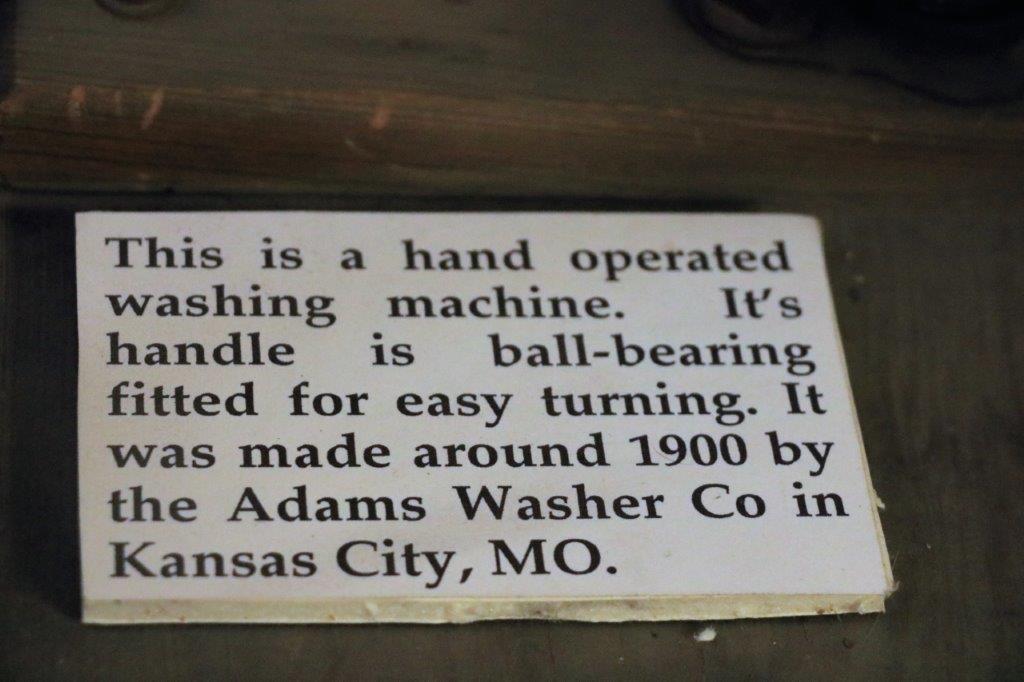 This is a hand operated
washing machine. It's
handle is ball-bearing
fitted for easy turning. It
was made around 1900 by
the Adams Washer Co in
Kansas City, MO.